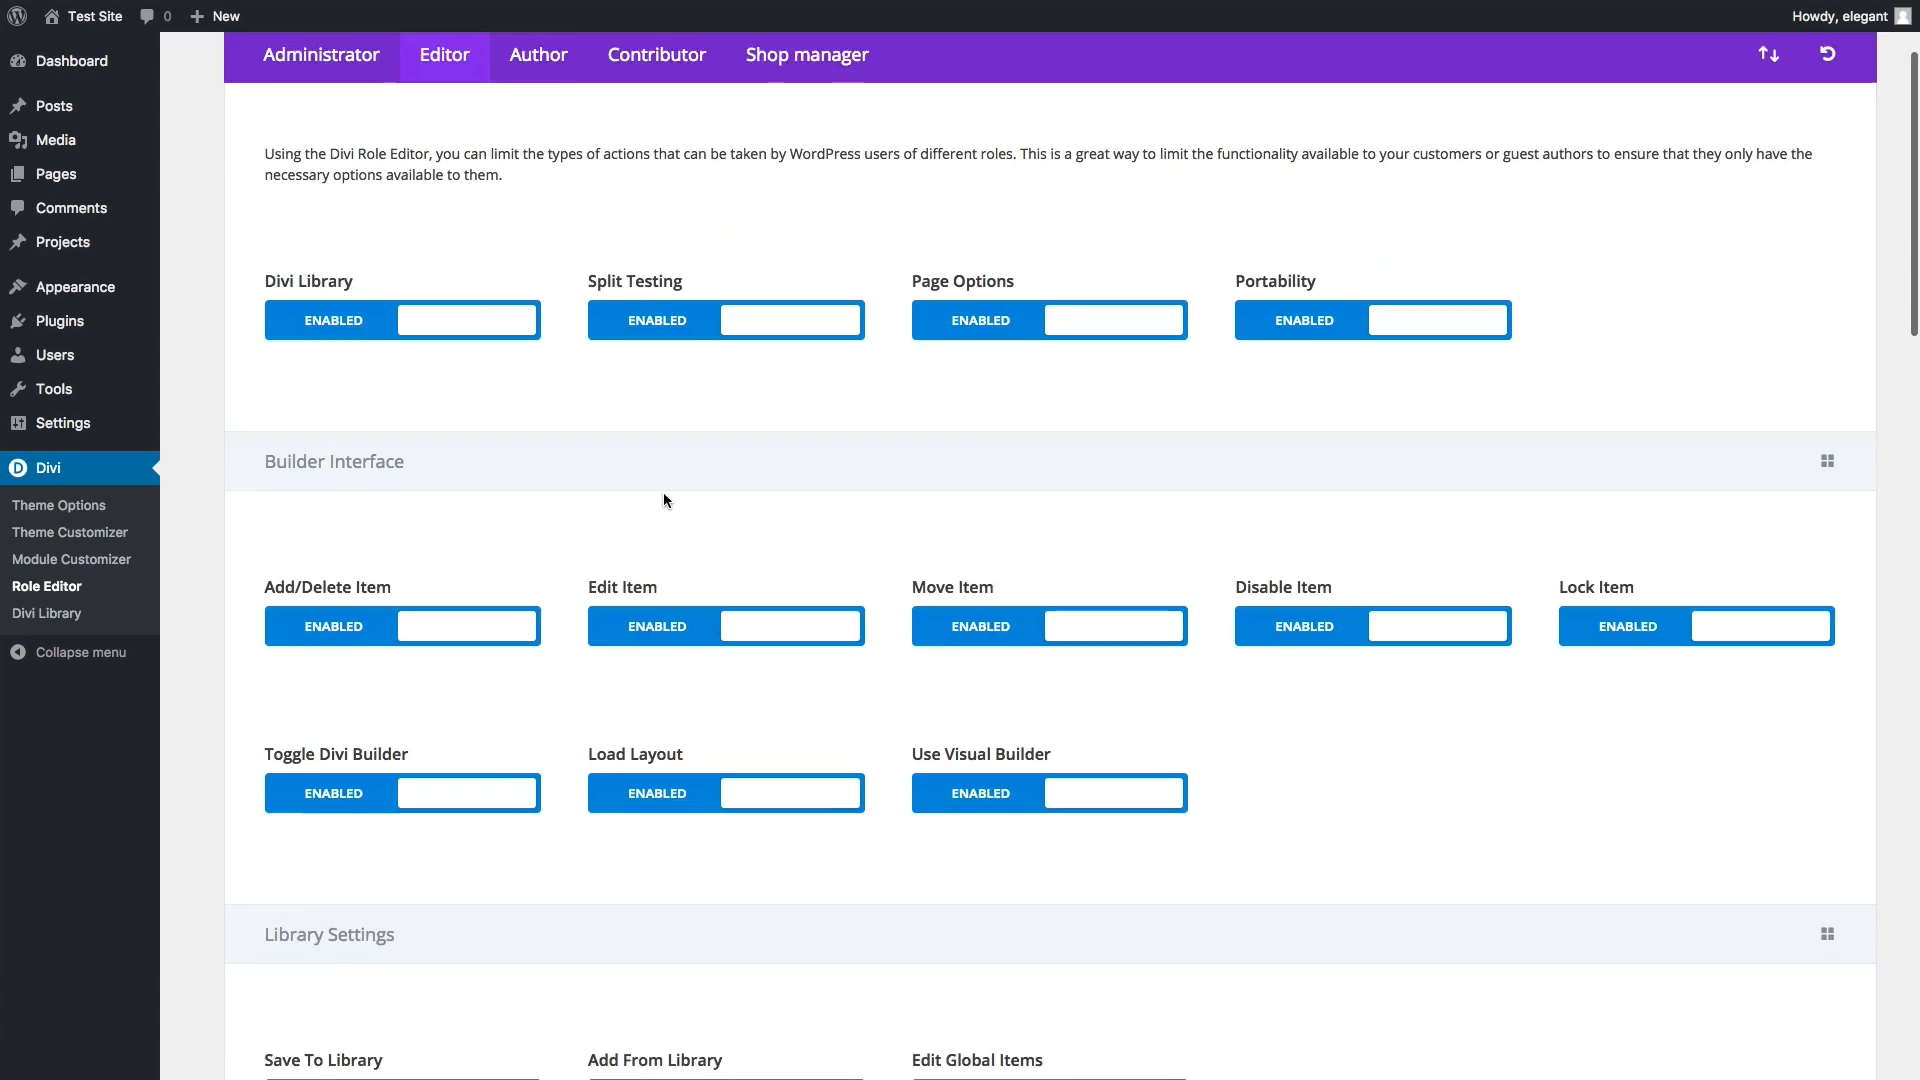 Test Site
0
New
Howdy, elegant
Dashboard
Posts
Media
Pages
Comments
Projects
Appearance
Plugins
Users
Tools
Settings
Divi
Theme Options
Theme Customizer
Module Customizer
Role Editor
Divi Library
Collapse menu
Administrator
Editor
Author
Contributor
Shop manager
Using the Divi Role Editor, you can limit the types of actions that can be taken by WordPress users of different roles. This is a great way to limit the functionality available to your customers or guest authors to ensure that they only have the
necessary options available to them.
Divi Library
Split Testing
Page Options
Portability
ENABLED
ENABLED
ENABLED
ENABLED
Builder Interface
Add/Delete Item
Edit Item
Move Item
Disable Item
Lock Item
ENABLED
ENABLED
ENABLED
ENABLED
ENABLED
Toggle Divi Builder
Load Layout
Use Visual Builder
ENABLED
ENABLED
ENABLED
Library Settings
Save To Library
Add From Library
Edit Global Items